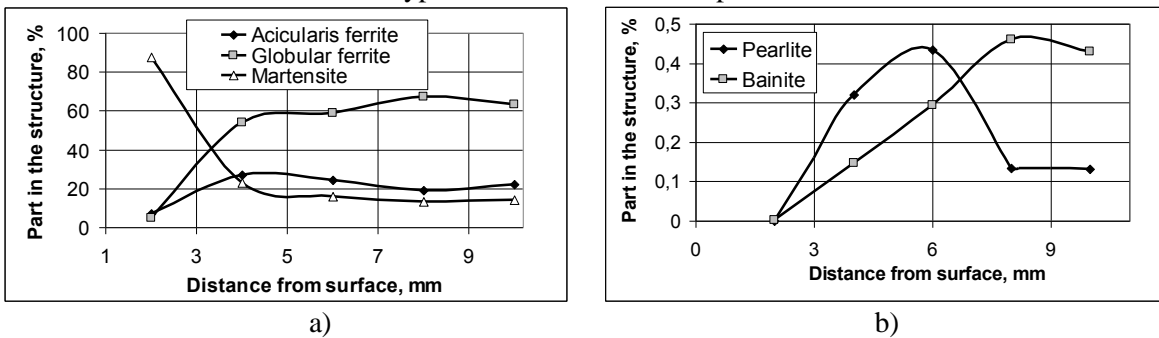 Part in the structure, %
100
80
60
40
20
0
Acicularis ferrite
Globular ferrite
Martensite
1 3 5 7 9
Distance from surface, mm
a)
Part in the structure, %
0,5
0,4
0,3
0,2
0,1
0
Pearlite
Bainite
0 3 6 9
Distance from surface, mm
b)